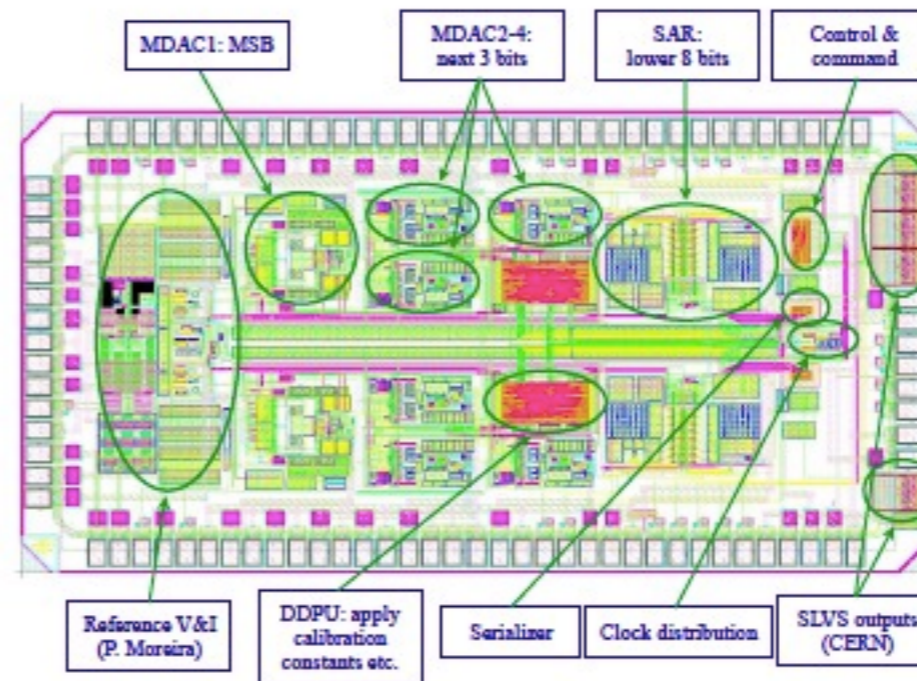 MDAC1: MSB
MDAC2-4:
next 3 bits
SAR:
lower 8 bits
Control &
command
Reference V&I
(P. Moreira)
DDPU: apply
calibration
constants etc.
Serializer
Clock distribution
SLVS outputs
(CERN)